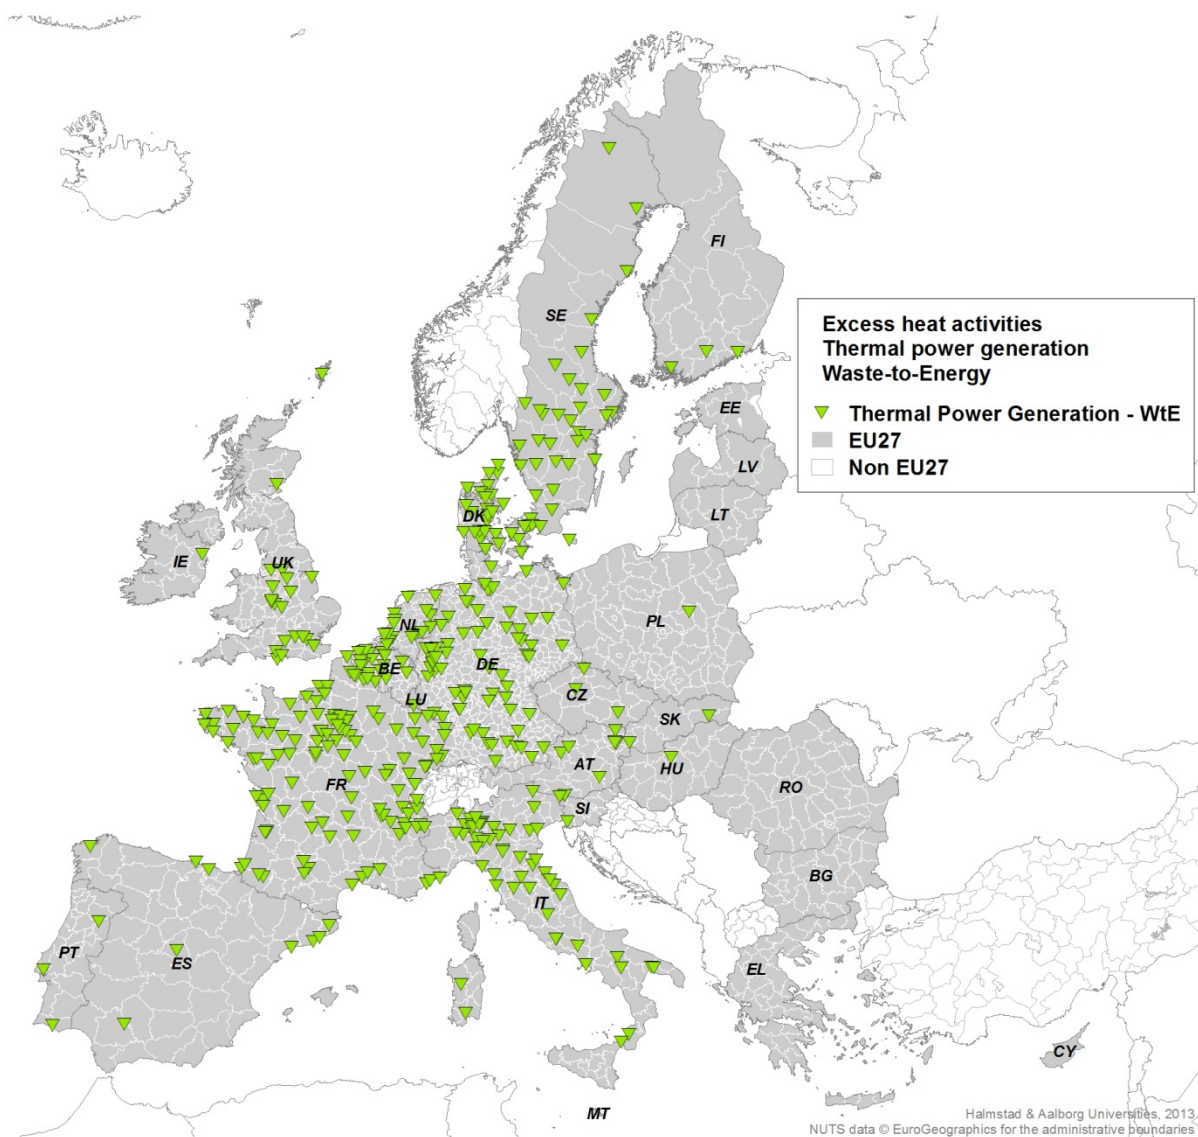 FI
SE
Excess heat activities
Thermal power generation
Waste-to-Energy
Thermal Power Generation - WtE
EU27
Non EU27
EE
LV
LT
DK
IE
UK
NL
PL
BE
DE
LU
CZ
SK
AT
HU
FR
RO
SI
BG
IT
PT
ES
EL
CY
MT
Halmstad & Aalborg Universities, 2013
NUTS data © EuroGeographics for the administrative boundaries